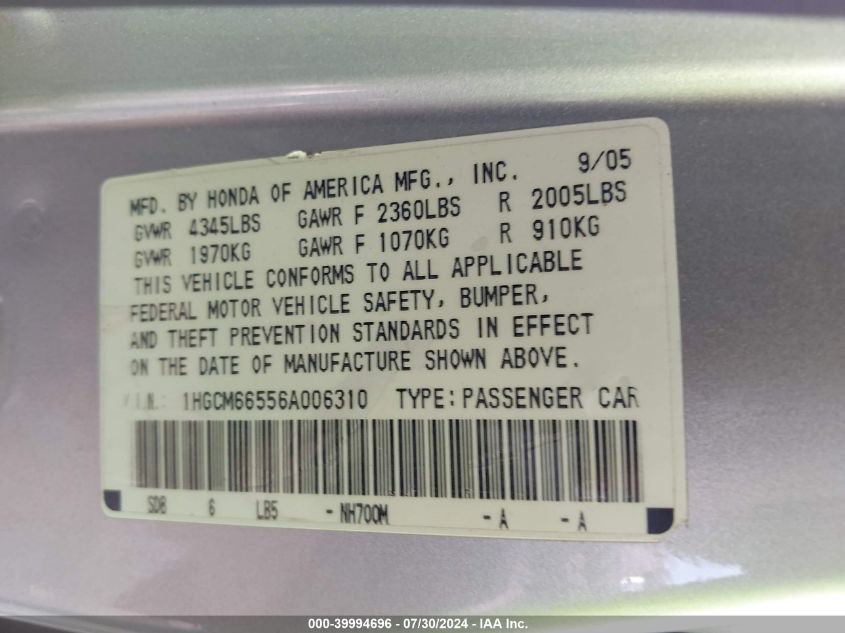 MFD. BY HONDA OF AMERICA MFG., INC. 9/05
GVWR 4345LBS GAWR F 2360LBS R 2005LBS
GVWR 1970KG GAWR F 1070KG R 910KG
THIS VEHICLE CONFORMS TO ALL APPLICABLE
FEDERAL MOTOR VEHICLE SAFETY, BUMPER,
AND THEFT PREVENTION STANDARDS IN EFFECT
ON THE DATE OF MANUFACTURE SHOWN ABOVE.
V.I.N.: 1HGCM66556A006310 TYPE: PASSENGER CAR
SDB 6 LB5 - NH700M - A - A
000-39994696 - 07/30/2024 - IAA Inc.